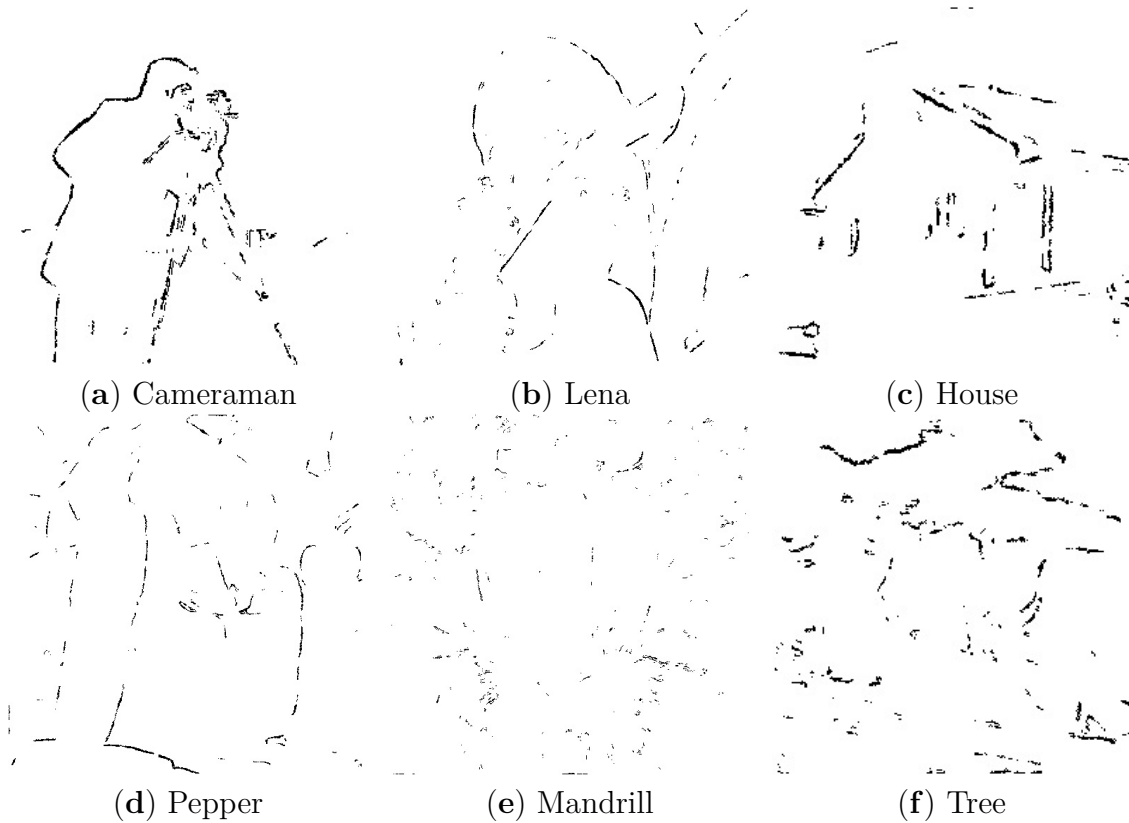 (a) Cameraman
(b) Lena
(c) House
(d) Pepper
(e) Mandrill
(f) Tree